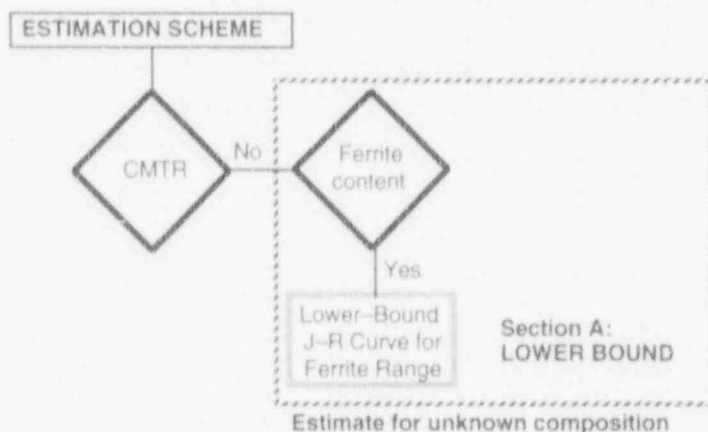 ESTIMATION SCHEME
CMTR
No
Ferrite
content
Yes
Lower–Bound
J–R Curve for
Ferrite Range
Section A:
LOWER BOUND
Estimate for unknown composition